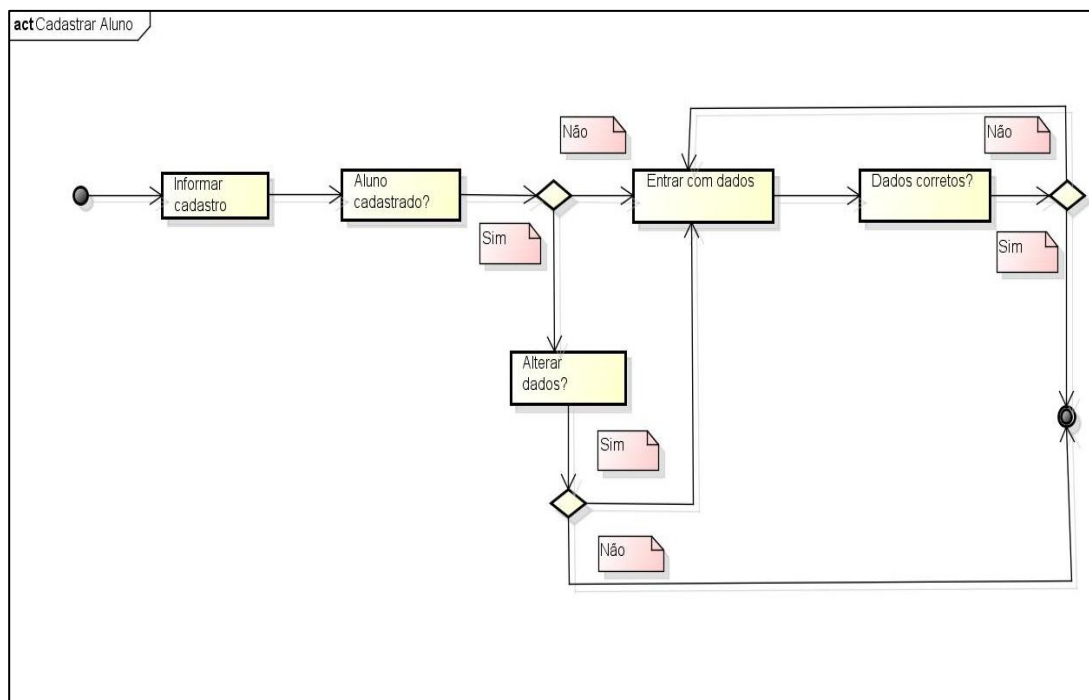 act Cadastrar Aluno
Não
Não
Informar
cadastro
Aluno
cadastrado?
Entrar com dados
Dados corretos?
Sim
Sim
Alterar
dados?
Sim
Não